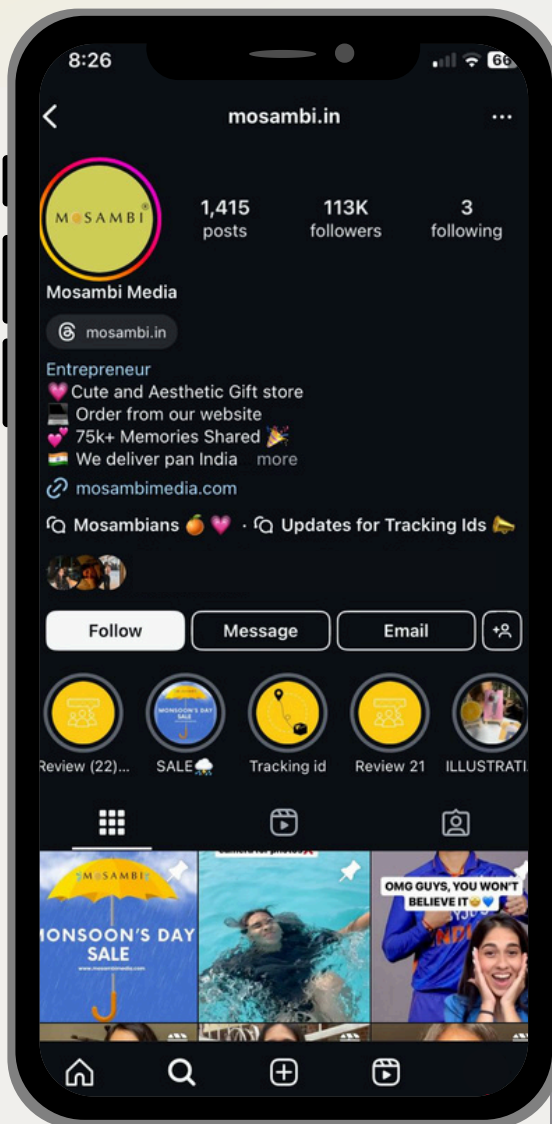 8:26
66
mosambi.in
MOSAMBI®
1,415
posts
113K
followers
3
following
Mosambi Media
mosambi.in
Entrepreneur
💗Cute and Aesthetic Gift store
💻 Order from our website
💕 75k+ Memories Shared 🎉
🇮🇳 We deliver pan India more
mosambimedia.com
Mosambians 🍊💗 · Updates for Tracking Ids 📣
Follow
Message
Email
MONSOON'S DAY
SALE
Review (22)...
SALE🌧️
Tracking id
Review 21
ILLUSTRATI
MOSAMBI
MONSOON'S DAY
SALE
www.mosambimedia.com
OMG GUYS, YOU WON'T
BELIEVE IT🤩💙